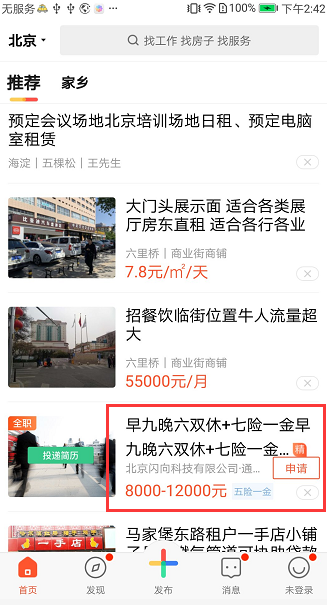 无服务 100% 下午2:42
北京 找工作 找房子 找服务
推荐 家乡
预定会议场地北京培训场地日租、预定电脑
室租赁
海淀｜五棵松｜王先生
大门头展示面 适合各类展
厅房东直租 适合各行各业
六里桥｜商业街商铺
7.8元/㎡/天
招餐饮临街位置牛人流量超
大
六里桥｜商业街商铺
55000元/月
全职
投递简历
早九晚六双休+七险一金早
九晚六双休+七险一金... 精
北京闪向科技有限公司·通...
申请
8000-12000元 五险一金
马家堡东路租户一手店小
首页 发现 发布 消息 未登录